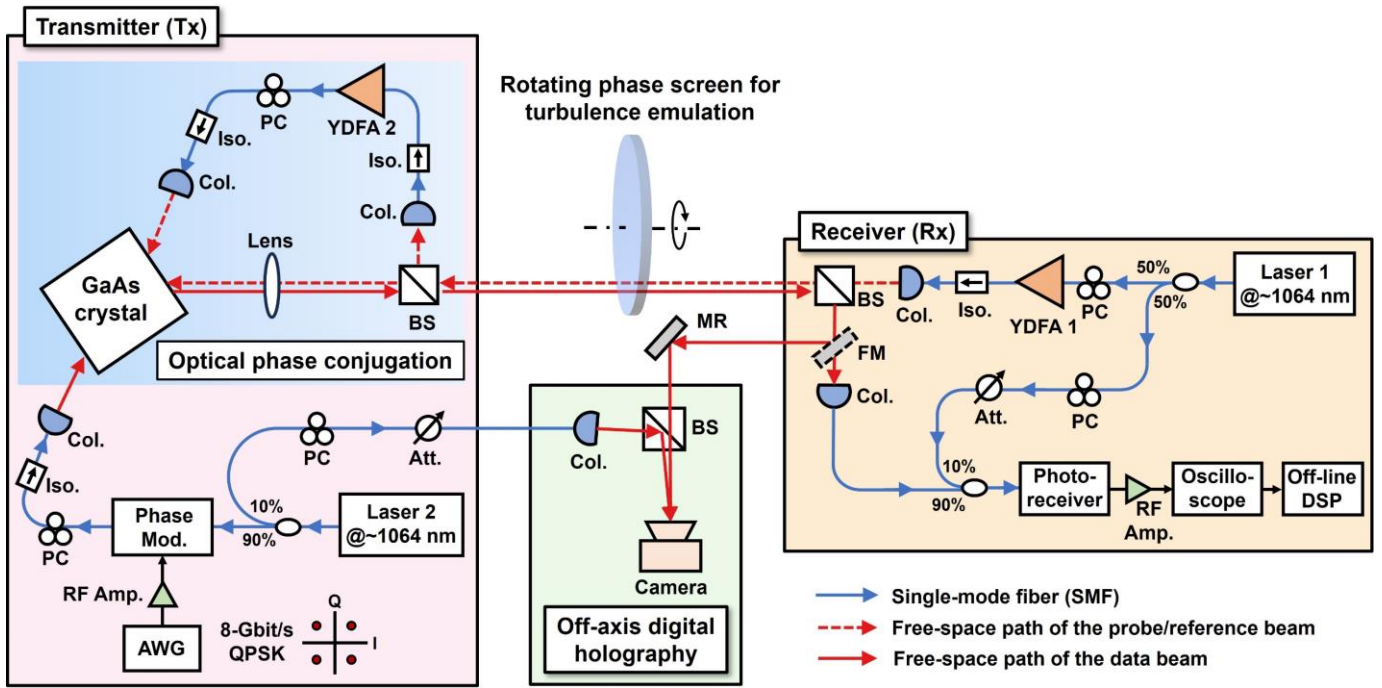 Transmitter (Tx)
PC
YDFA 2
Iso.
Iso.
Col.
Col.
Lens
GaAs
crystal
BS
Optical phase conjugation
Col.
Iso.
PC
Phase
Mod.
RF Amp.
AWG
PC
Att.
10%
90%
Laser 2
@~1064 nm
8-Gbit/s
QPSK
Q
I
Rotating phase screen for
turbulence emulation
MR
Col.
BS
Camera
Off-axis digital
holography
Receiver (Rx)
BS
Col.
Iso.
YDFA 1
PC
50%
50%
Laser 1
@~1064 nm
FM
Col.
Att.
PC
10%
90%
Photo-
receiver
RF
Amp.
Oscillo-
scope
Off-line
DSP
Single-mode fiber (SMF)
Free-space path of the probe/reference beam
Free-space path of the data beam